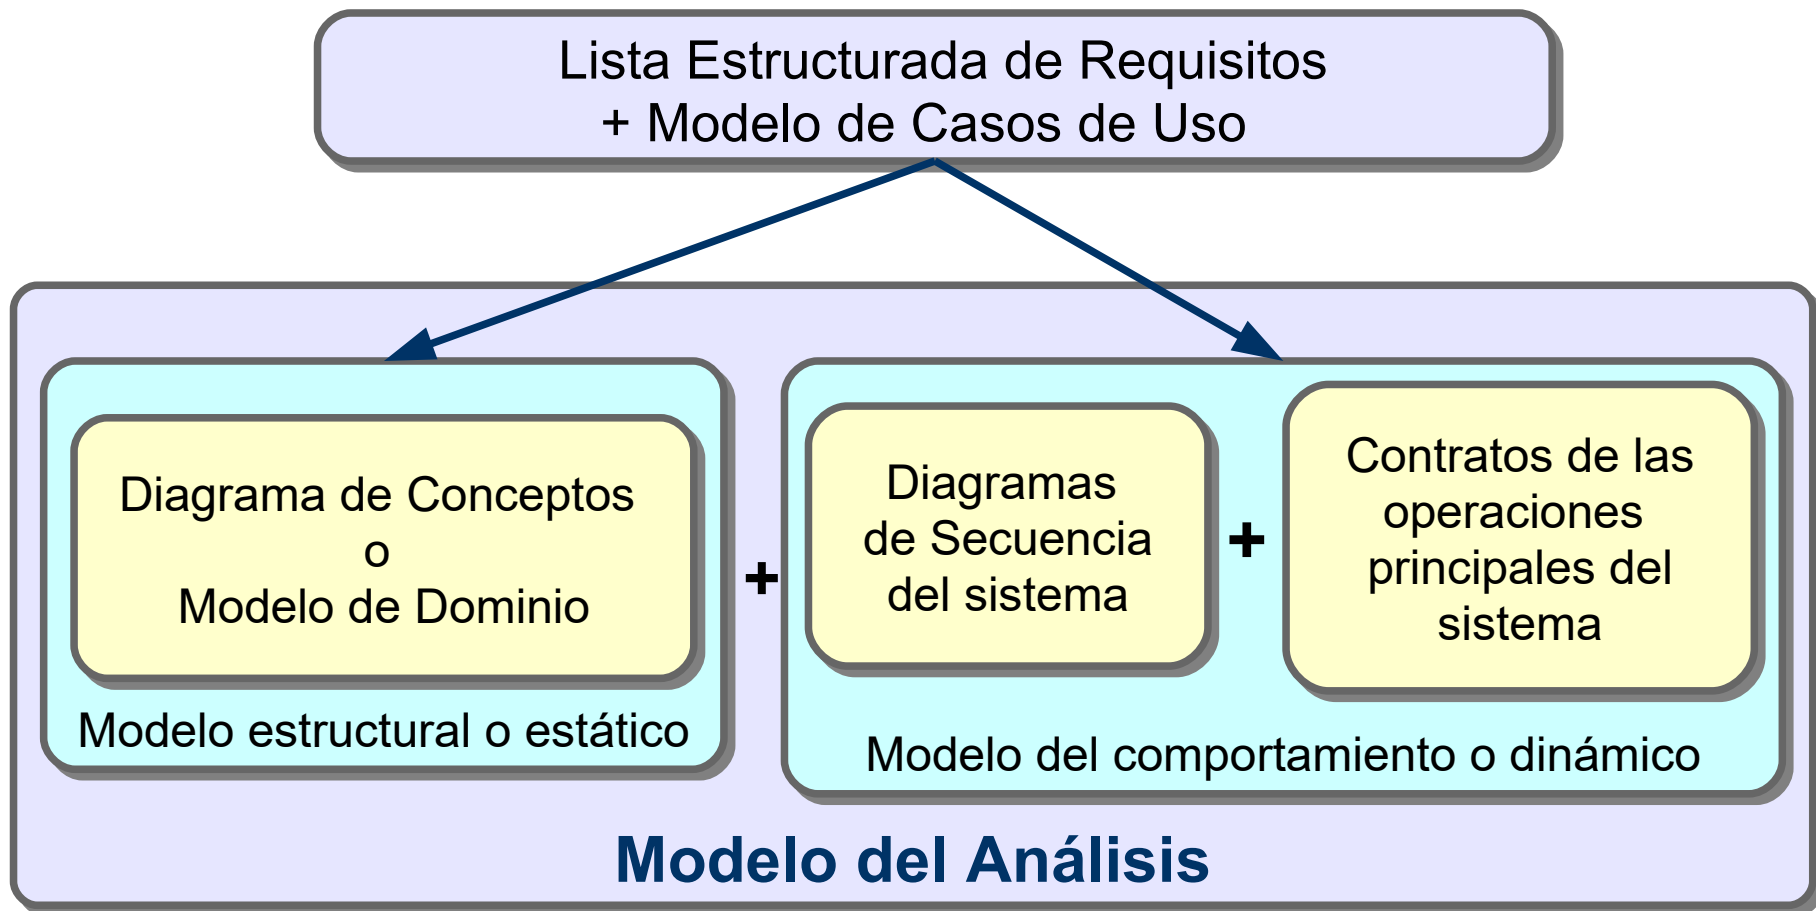 Lista Estructurada de Requisitos
+ Modelo de Casos de Uso
Diagrama de Conceptos
o
Modelo de Dominio
Modelo estructural o estático
+
Diagramas
de Secuencia
del sistema
+
Contratos de las
operaciones
principales del
sistema
Modelo del comportamiento o dinámico
Modelo del Análisis